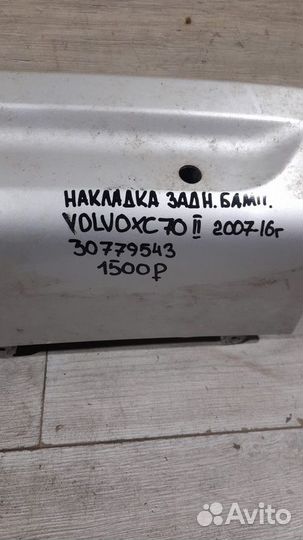 НАКЛАДКА ЗАДН. БАМП.
VOLVO XC70 II 2007-16г
30779543
1500₽
Avito